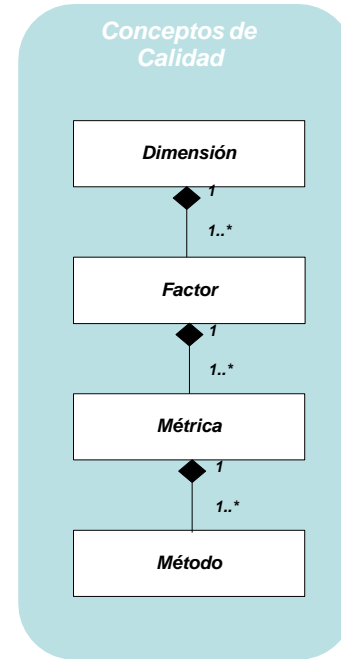 Conceptos de
Calidad
Dimensión
1
1..*
Factor
1
1..*
Métrica
1
1..*
Método